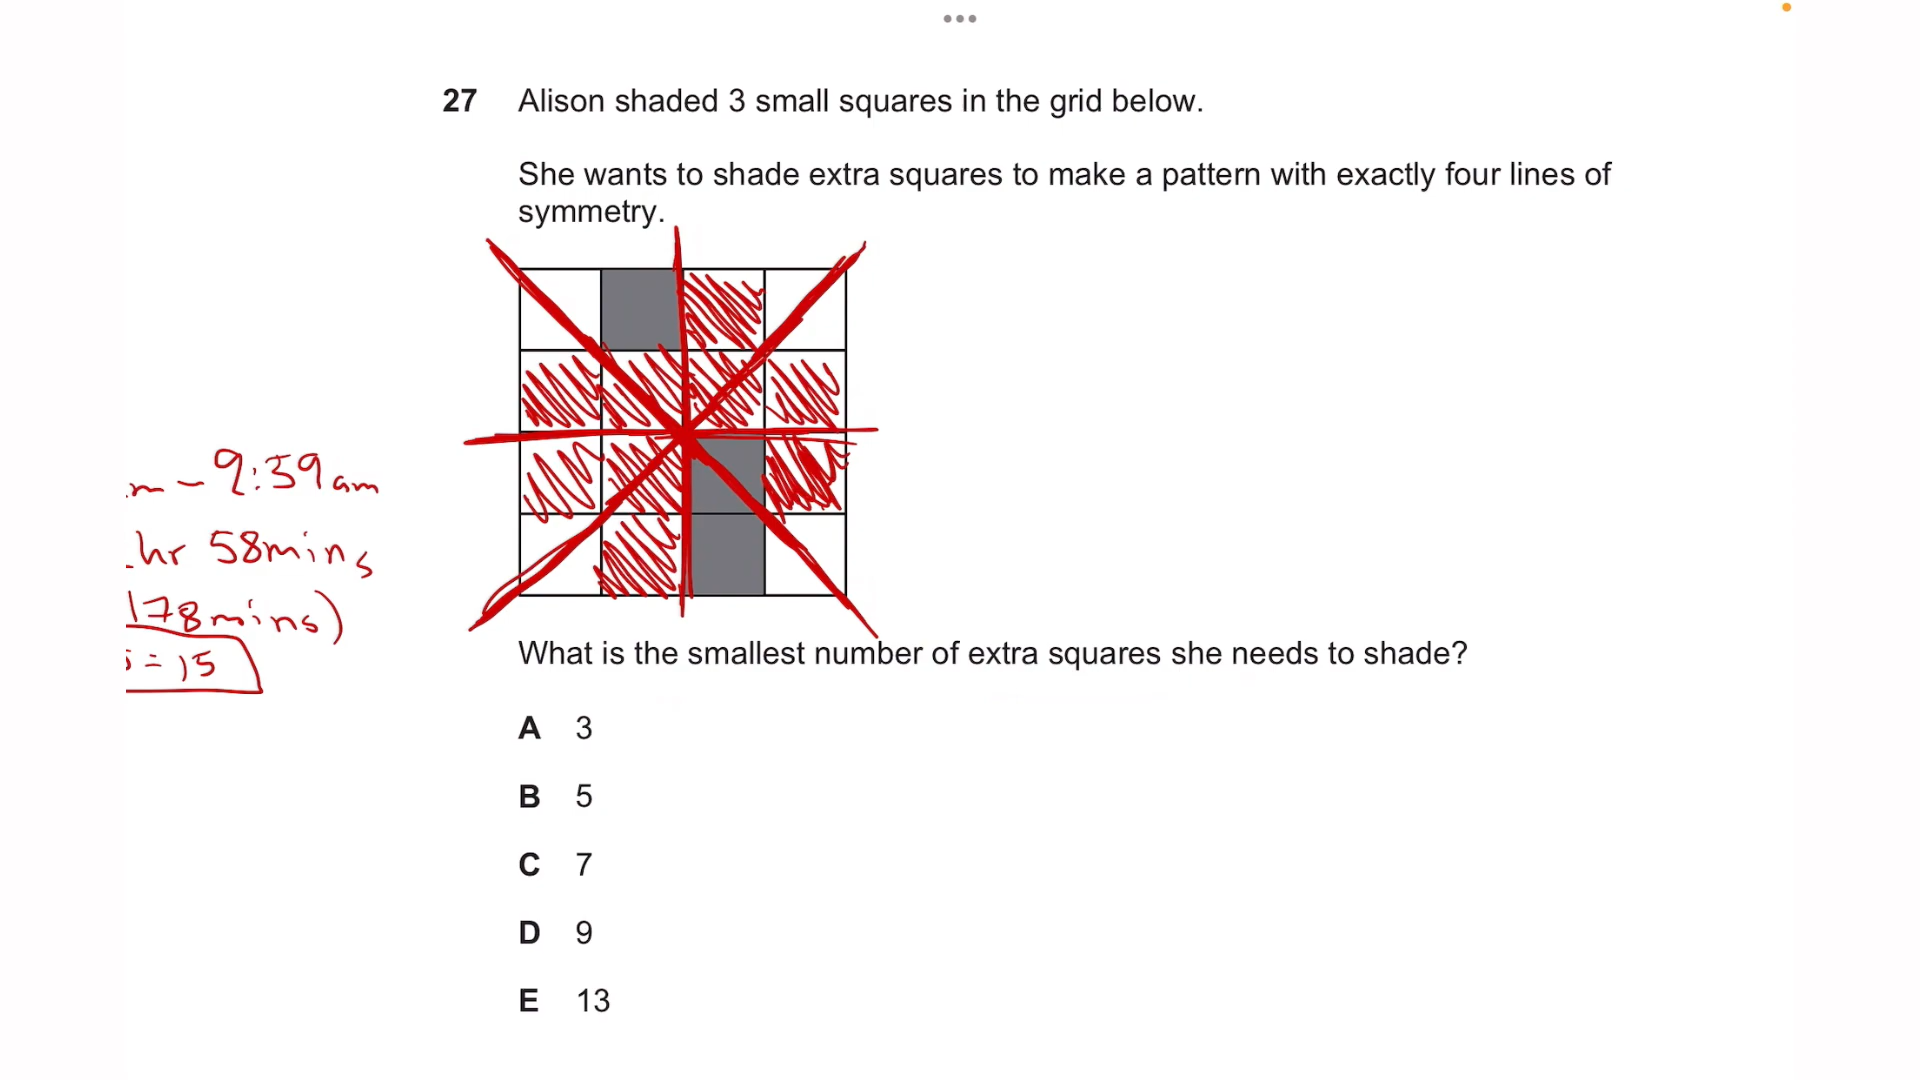 27 Alison shaded 3 small squares in the grid below.
She wants to shade extra squares to make a pattern with exactly four lines of
symmetry.
m - 9:59am
hr 58mins
178mins)
= 15
What is the smallest number of extra squares she needs to shade?
A 3
B 5
C 7
D 9
E 13